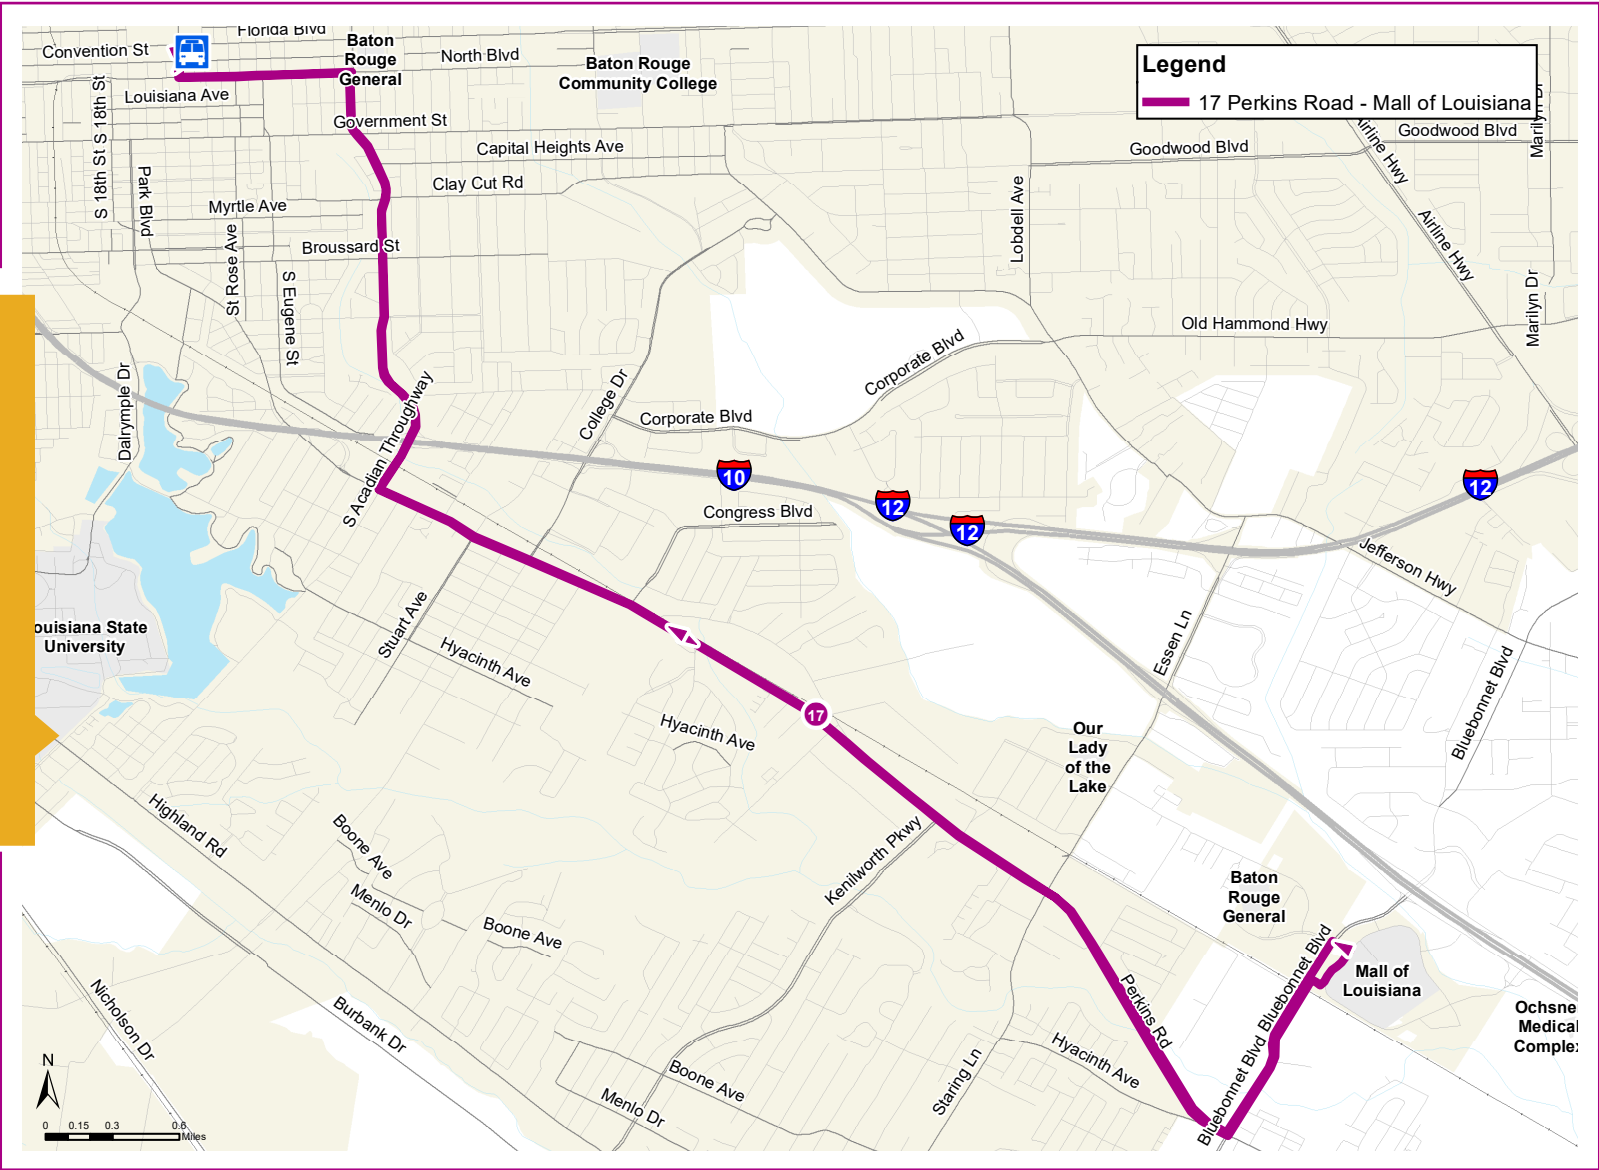 Florida Blvd
Convention St
Baton
Rouge
General
North Blvd
Baton Rouge
Community College
Legend
17 Perkins Road - Mall of Louisiana
Louisiana Ave
S 18th St
S 18th St
Government St
Capital Heights Ave
Goodwood Blvd
Goodwood Blvd
Airline Hwy
Airline Hwy
Marilyn Dr
Marilyn Dr
Park Blvd
Clay Cut Rd
Myrtle Ave
Broussard St
St Rose Ave
S Eugene St
Lobdell Ave
Old Hammond Hwy
Corporate Blvd
Corporate Blvd
College Dr
Dalrymple Dr
S Acadian Throughway
10
12
12
12
Congress Blvd
Jefferson Hwy
ouisiana State
University
Stuart Ave
Hyacinth Ave
Essen Ln
Bluebonnet Blvd
17
Hyacinth Ave
Our
Lady
of the
Lake
Highland Rd
Boone Ave
Kenilworth Pkwy
Menlo Dr
Boone Ave
Baton
Rouge
General
Bluebonnet Blvd
Bluebonnet Blvd
Mall of
Louisiana
Perkins Rd
Ochsne
Medical
Comple
Nicholson Dr
Burbank Dr
Hyacinth Ave
Staring Ln
Boone Ave
Menlo Dr
N
0 0.15 0.3 0.6
Miles